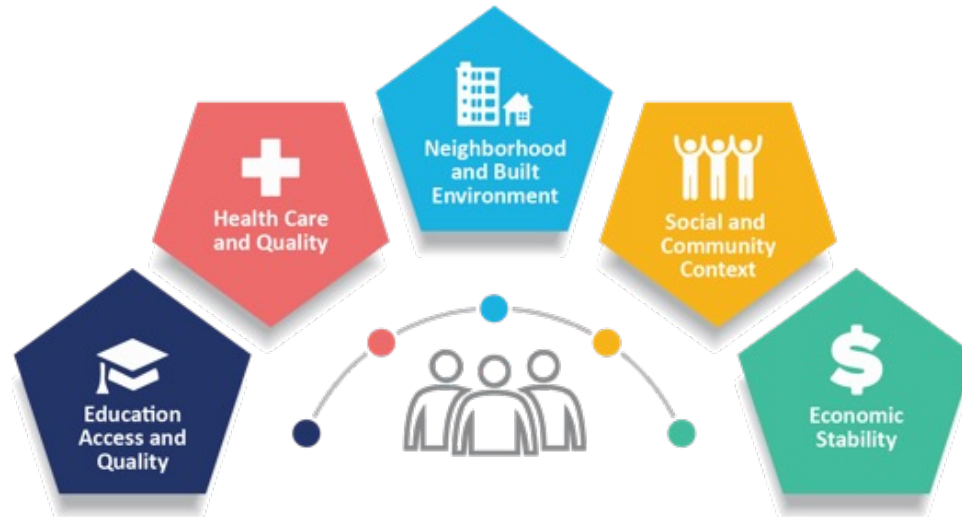 Education
Access and
Quality
Health Care
and Quality
Neighborhood
and Built
Environment
Social and
Community
Context
$
Economic
Stability